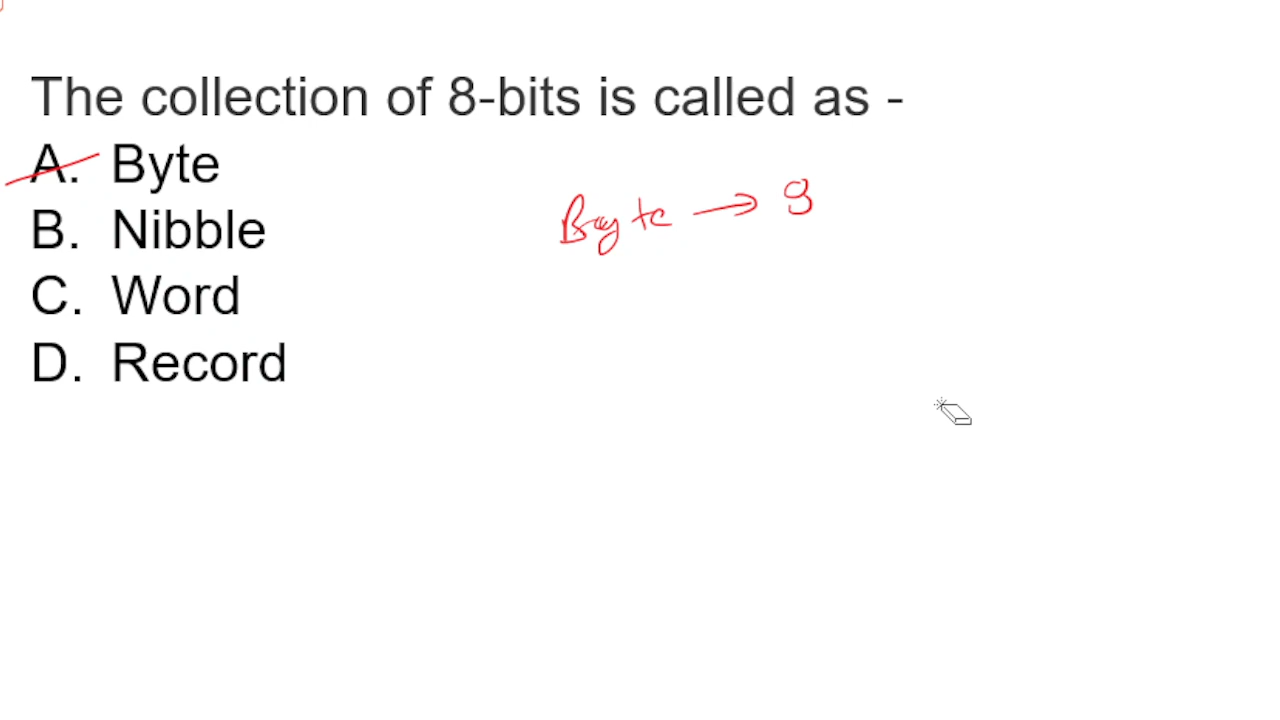 The collection of 8-bits is called as -
A. Byte
B. Nibble
C. Word
D. Record
Byte → 8